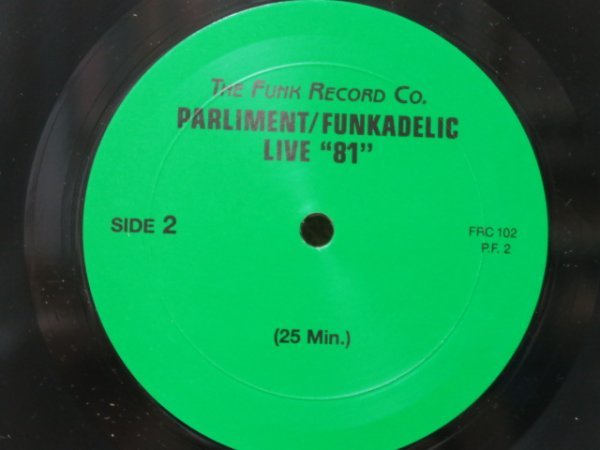 THE FUNK RECORD CO.
PARLIMENT/FUNKADELIC
LIVE "81"
SIDE 2
FRC 102
P.F. 2
(25 Min.)